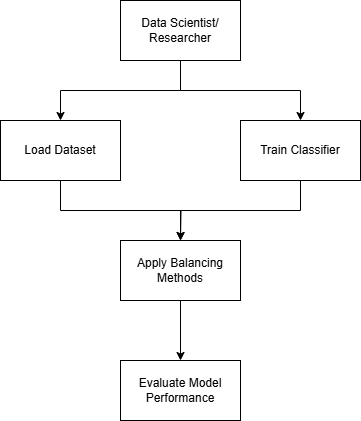 Data Scientist/
Researcher
Load Dataset
Train Classifier
Apply Balancing
Methods
Evaluate Model
Performance